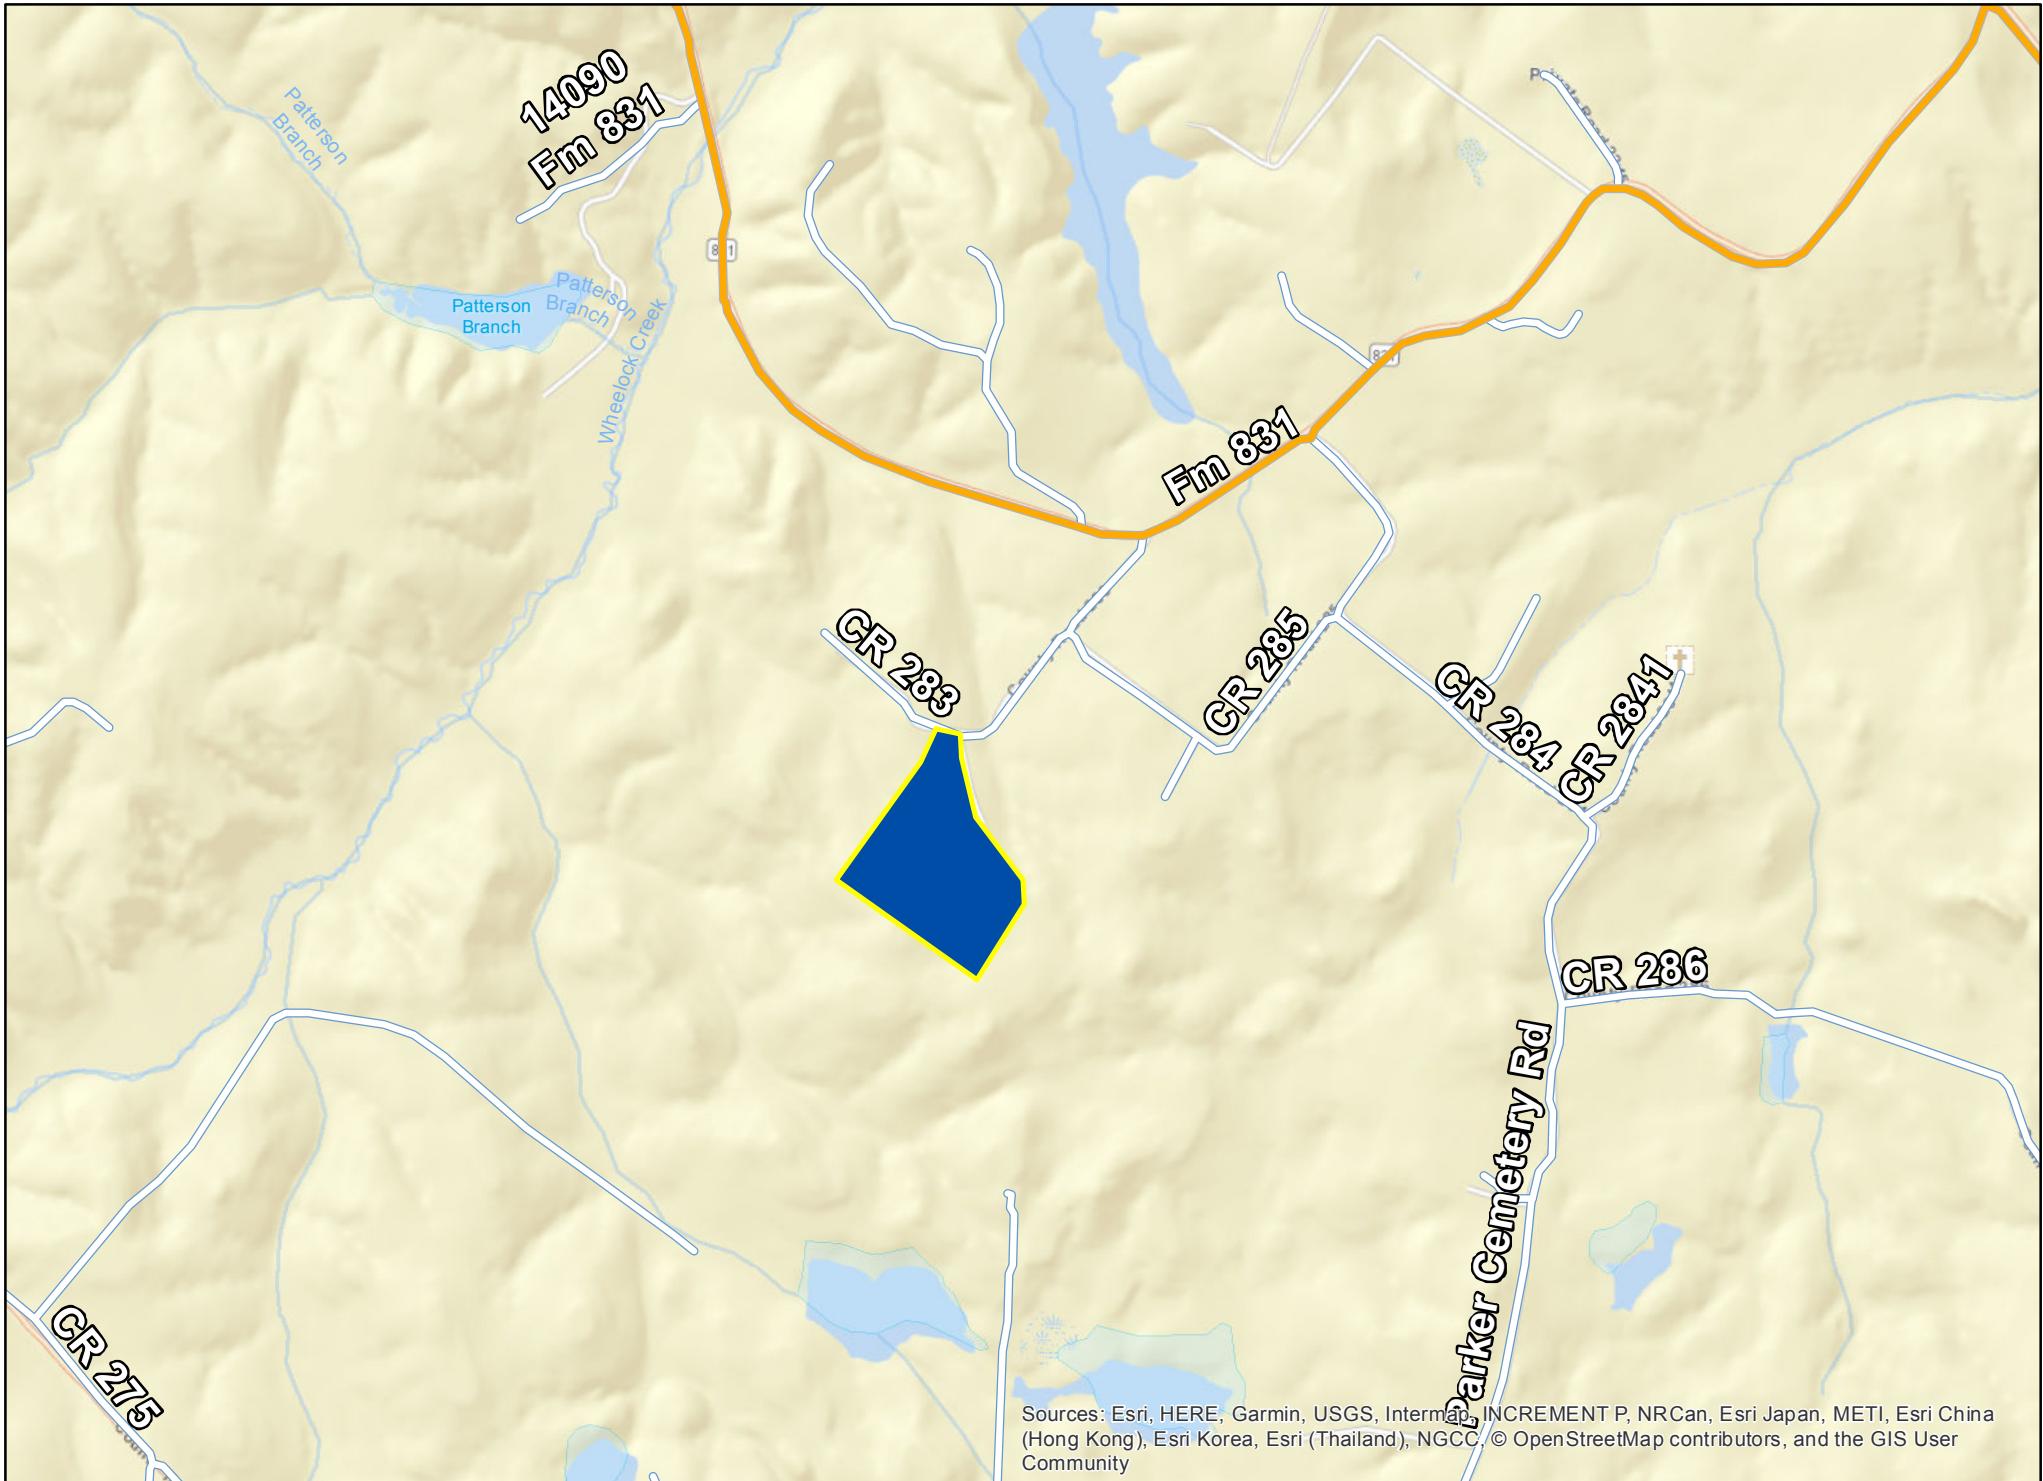 14090
Fm 831
Patterson
Branch
Patterson
Branch
Patterson
Branch
Wheelock Creek
Fm 831
CR 283
CR 285
CR 284
CR 2841
CR 286
Parker Cemetery Rd
CR 275
Sources: Esri, HERE, Garmin, USGS, Intermap, INCREMENT P, NRCan, Esri Japan, METI, Esri China
(Hong Kong), Esri Korea, Esri (Thailand), NGCC, © OpenStreetMap contributors, and the GIS User
Community